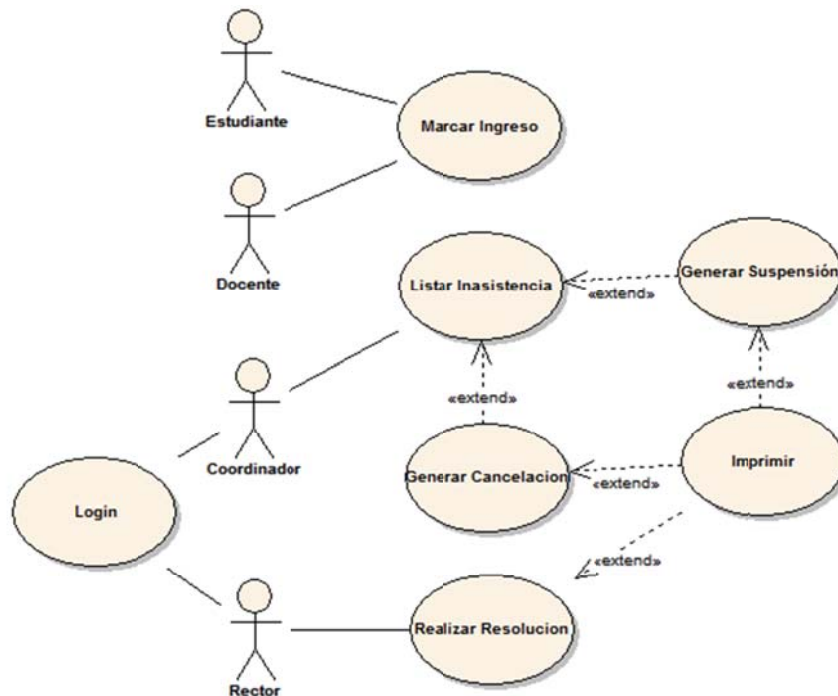 Estudiante
Marcar Ingreso
Docente
Listar Inasistencia
«extend»
Generar Suspensión
«extend»
«extend»
Coordinador
Generar Cancelacion
«extend»
Imprimir
Login
«extend»
Rector
Realizar Resolucion